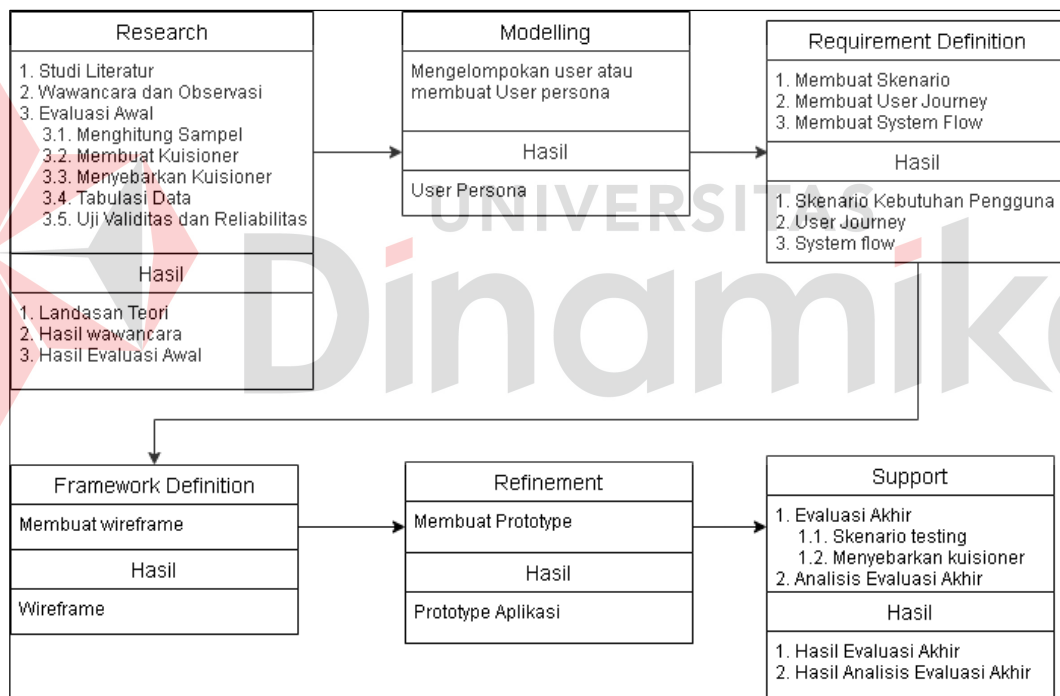 Research
1. Studi Literatur
2. Wawancara dan Observasi
3. Evaluasi Awal
3.1. Menghitung Sampel
3.2. Membuat Kuisioner
3.3. Menyebarkan Kuisioner
3.4. Tabulasi Data
3.5. Uji Validitas dan Reliabilitas
Hasil
1. Landasan Teori
2. Hasil wawancara
3. Hasil Evaluasi Awal
Modelling
Mengelompokan user atau
membuat User persona
Hasil
User Persona
Requirement Definition
1. Membuat Skenario
2. Membuat User Journey
3. Membuat System Flow
Hasil
1. Skenario Kebutuhan Pengguna
2. User Journey
3. System flow
UNIVERSITAS
Dinamika
Framework Definition
Membuat wireframe
Hasil
Wireframe
Refinement
Membuat Prototype
Hasil
Prototype Aplikasi
Support
1. Evaluasi Akhir
1.1. Skenario testing
1.2. Menyebarkan kuisioner
2. Analisis Evaluasi Akhir
Hasil
1. Hasil Evaluasi Akhir
2. Hasil Analisis Evaluasi Akhir